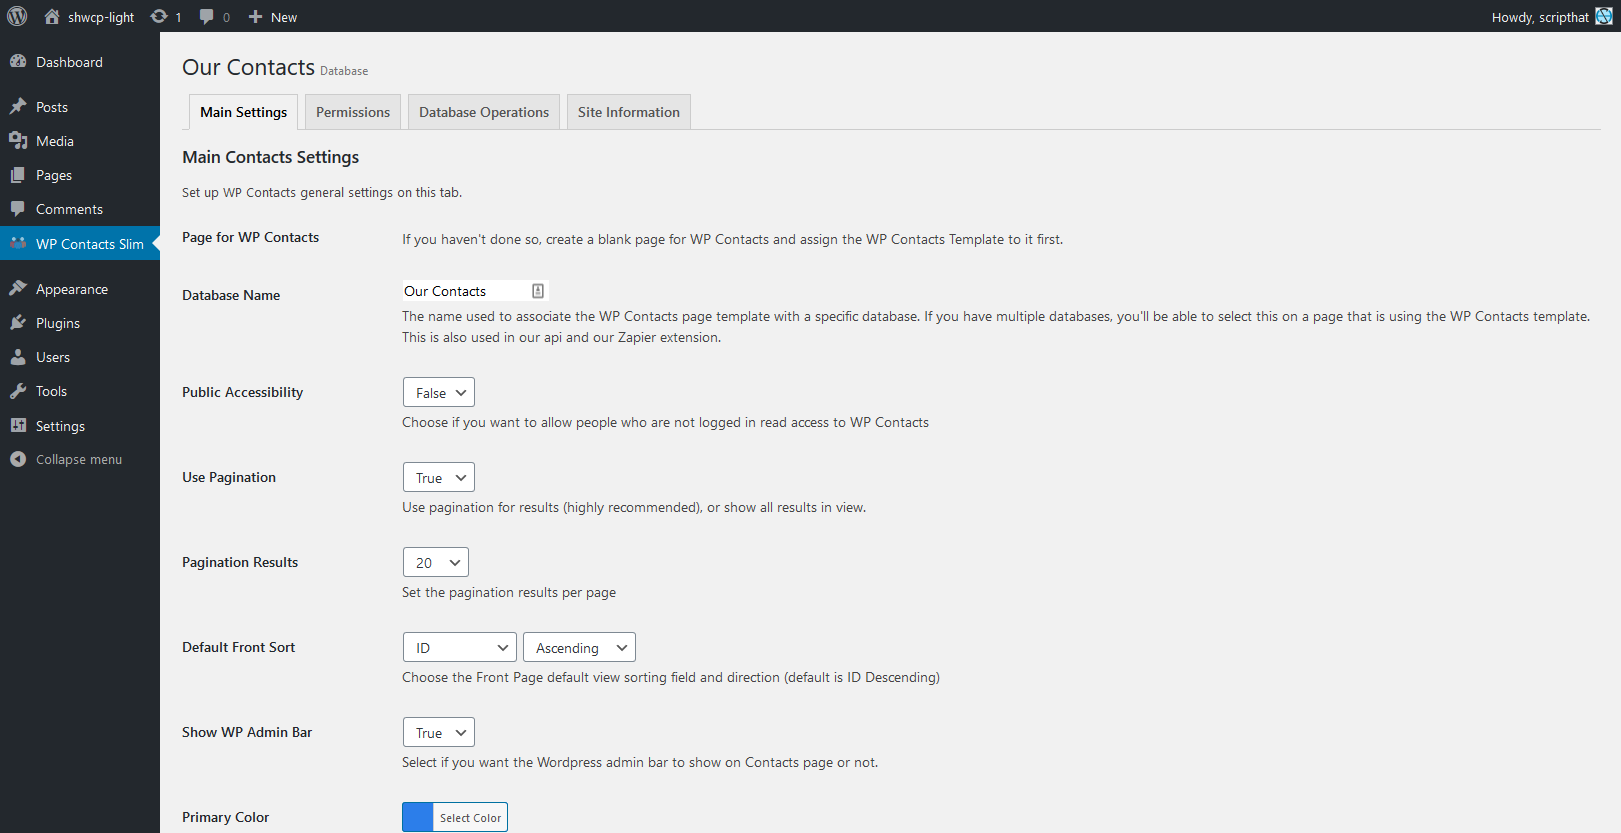 shwcp-light 1 0 New Howdy, scripthat
Dashboard
Posts
Media
Pages
Comments
WP Contacts Slim
Appearance
Plugins
Users
Tools
Settings
Collapse menu
Our Contacts Database
Main Settings Permissions Database Operations Site Information
Main Contacts Settings
Set up WP Contacts general settings on this tab.
Page for WP Contacts If you haven't done so, create a blank page for WP Contacts and assign the WP Contacts Template to it first.
Database Name Our Contacts
The name used to associate the WP Contacts page template with a specific database. If you have multiple databases, you'll be able to select this on a page that is using the WP Contacts template.
This is also used in our api and our Zapier extension.
Public Accessibility False
Choose if you want to allow people who are not logged in read access to WP Contacts
Use Pagination True
Use pagination for results (highly recommended), or show all results in view.
Pagination Results 20
Set the pagination results per page
Default Front Sort ID Ascending
Choose the Front Page default view sorting field and direction (default is ID Descending)
Show WP Admin Bar True
Select if you want the Wordpress admin bar to show on Contacts page or not.
Primary Color Select Color